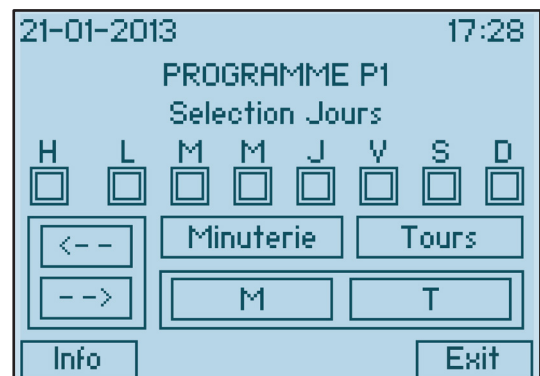 21-01-2013 17:28
PROGRAMME P1
Selection Jours
H L M M J V S D
<-- Minuterie Tours
--> M T
Info Exit